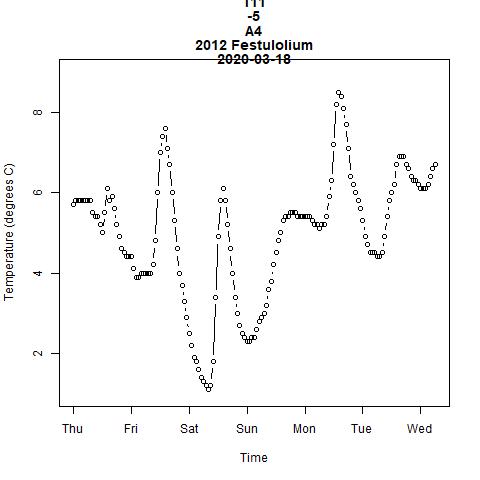 T11
-5
A4
2012 Festulolium
2020-03-18
Temperature (degrees C)
8
6
4
2
Thu
Fri
Sat
Sun
Mon
Tue
Wed
Time